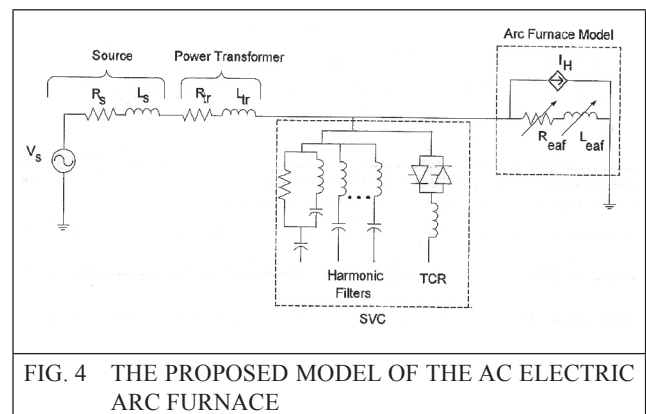 Arc Furnace Model
Source Power Transformer
I_H
R_s L_s R_tr L_tr
R_eaf L_eaf
V_s
Harmonic
Filters
TCR
SVC
FIG. 4 THE PROPOSED MODEL OF THE AC ELECTRIC
ARC FURNACE